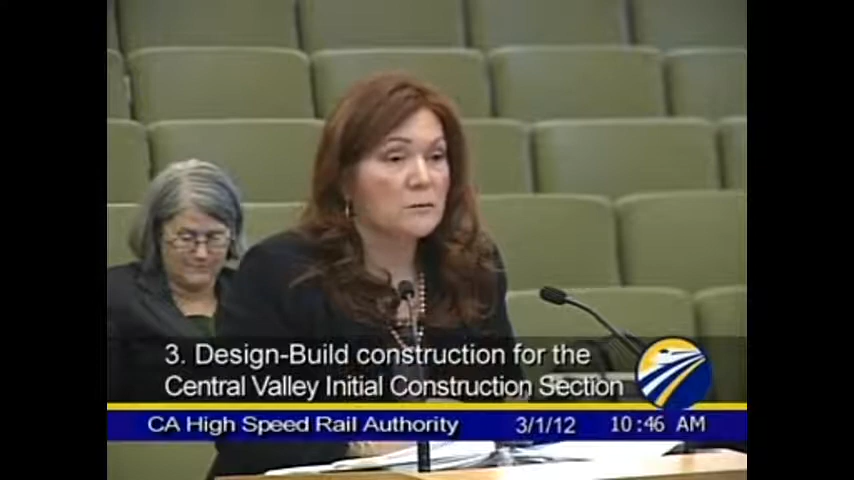 3. Design-Build construction for the
Central Valley Initial Construction Section
CA High Speed Rail Authority 3/1/12 10:46 AM